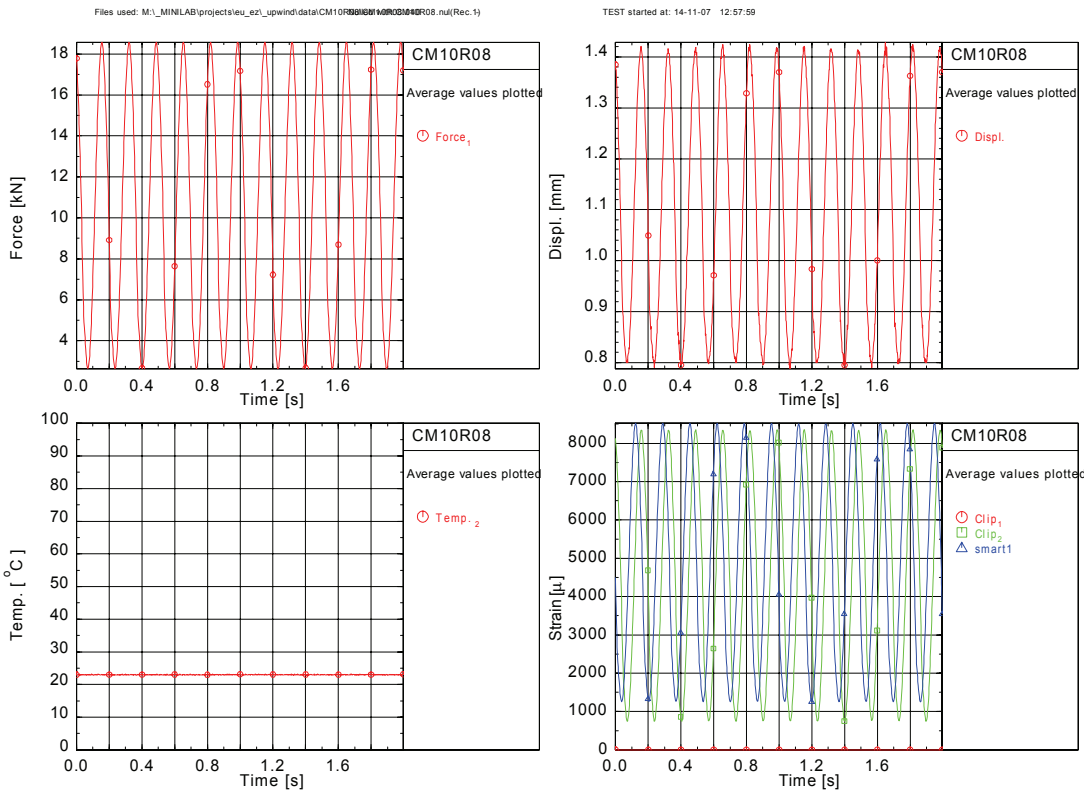 Files used: M:\_MINILAB\projects\eu_ez\_upwind\data\CM10R08.nul(Rec.1-)
TEST started at: 14-11-07 12:57:59
CM10R08
Average values plotted
Force1
Force [kN]
18
16
14
12
10
8
6
4
0.0 0.4 0.8 1.2 1.6
Time [s]
CM10R08
Average values plotted
Displ.
Displ. [mm]
1.4
1.3
1.2
1.1
1.0
0.9
0.8
0.0 0.4 0.8 1.2 1.6
Time [s]
CM10R08
Average values plotted
Temp. 2
Temp. [ °C]
100
90
80
70
60
50
40
30
20
10
0
0.0 0.4 0.8 1.2 1.6
Time [s]
CM10R08
Average values plotted
Clip1
Clip2
smart1
Strain[µ]
8000
7000
6000
5000
4000
3000
2000
1000
0
0.0 0.4 0.8 1.2 1.6
Time [s]